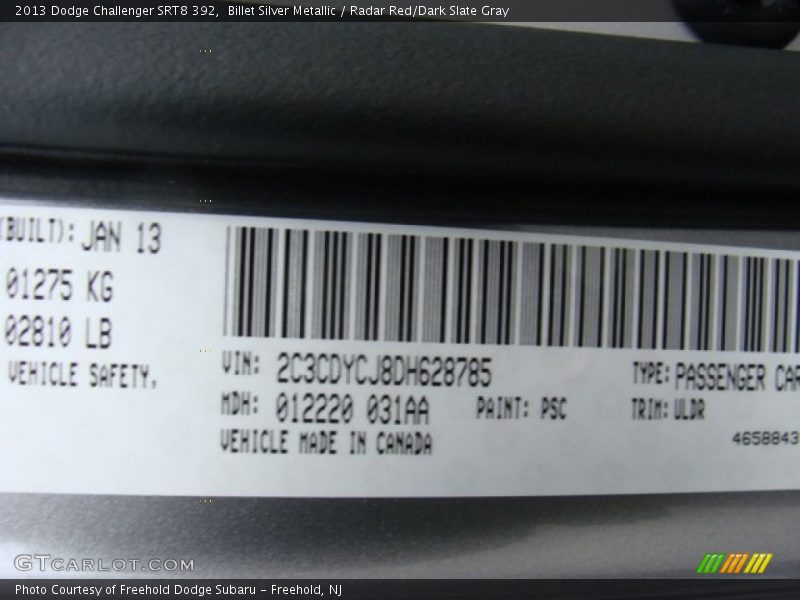 2013 Dodge Challenger SRT8 392,  Billet Silver Metallic / Radar Red/Dark Slate Gray
(BUILT): JAN 13
01275 KG
02810 LB
VEHICLE SAFETY,
VIN: 2C3CDYCJ8DH628785
TYPE: PASSENGER CAR
MDH: 012220 031AA
PAINT: PSC
TRIM: ULDR
VEHICLE MADE IN CANADA
4658843
GTCARLOT.COM
Photo Courtesy of Freehold Dodge Subaru – Freehold, NJ